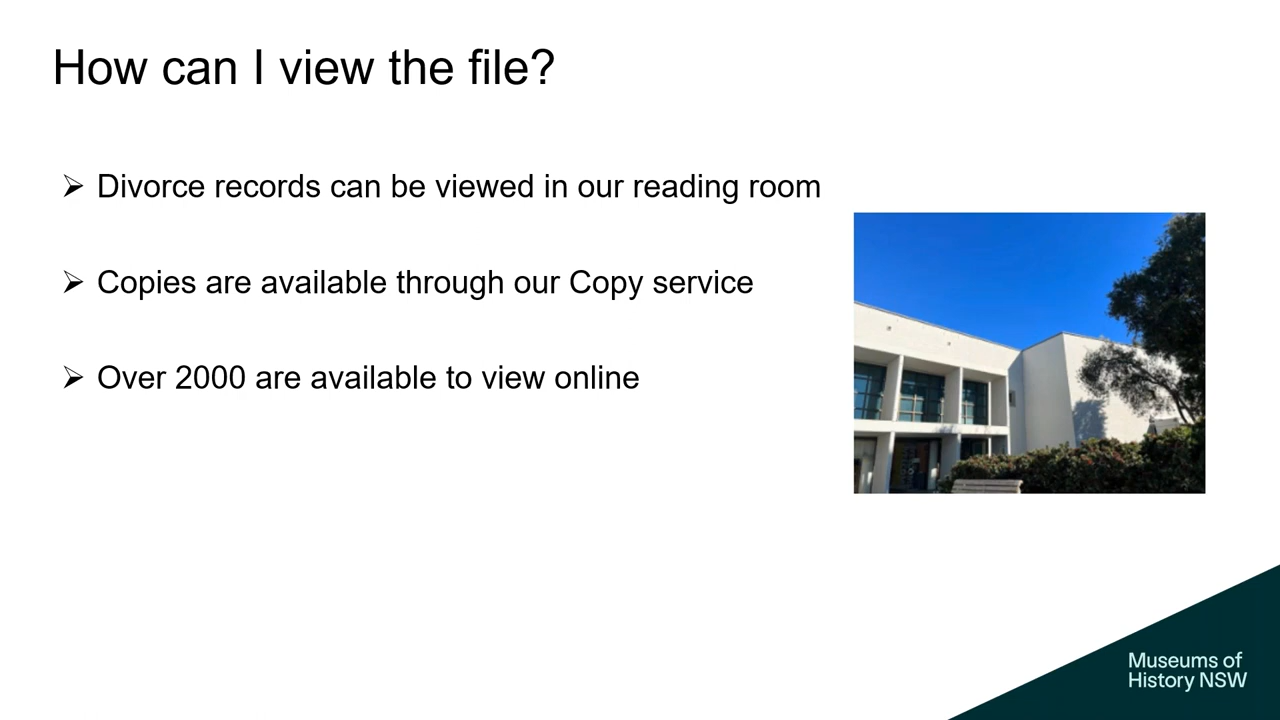 How can I view the file?
Divorce records can be viewed in our reading room
Copies are available through our Copy service
Over 2000 are available to view online
Museums of
History NSW